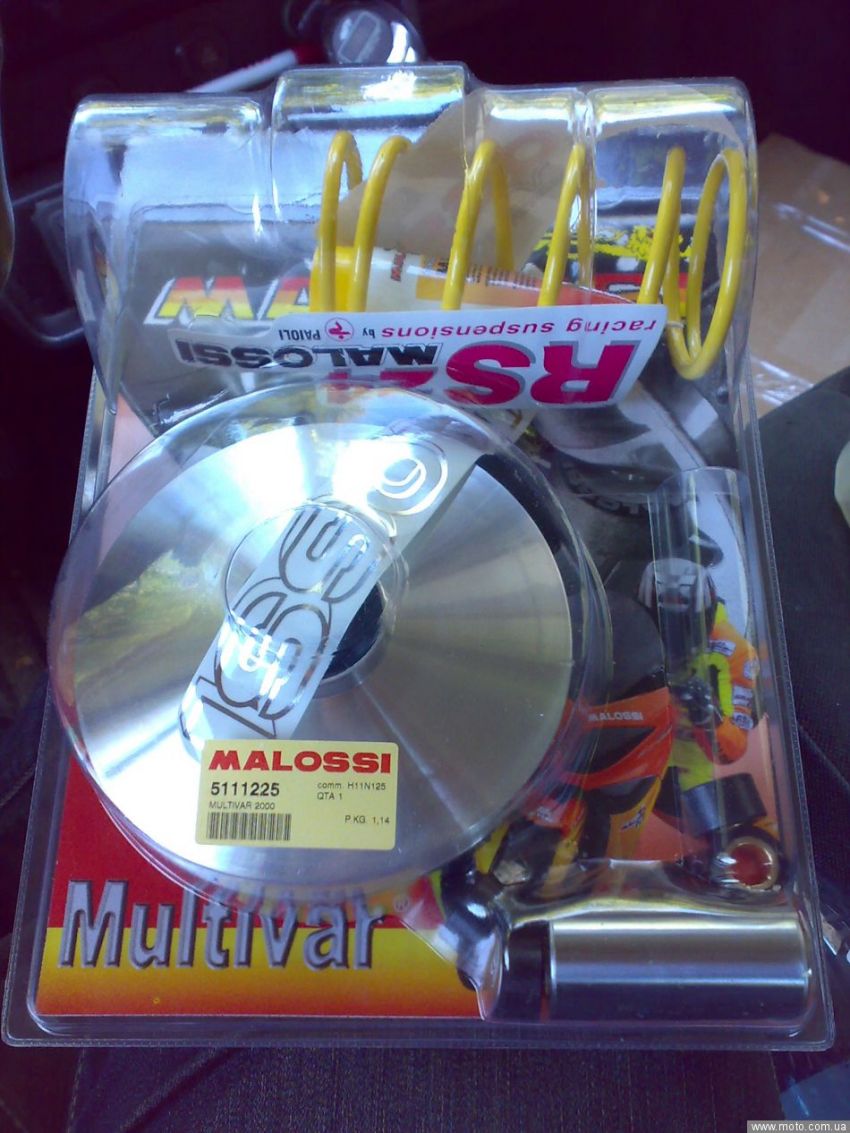 MA
racing suspensions by PAIOLI
RS24 MALOSSI
MALOSSI
MALOSSI
5111225 comm. H11N125
MULTIVAR 2000 QTA 1
P.KG. 1,14
Multivar®
www.moto.com.ua